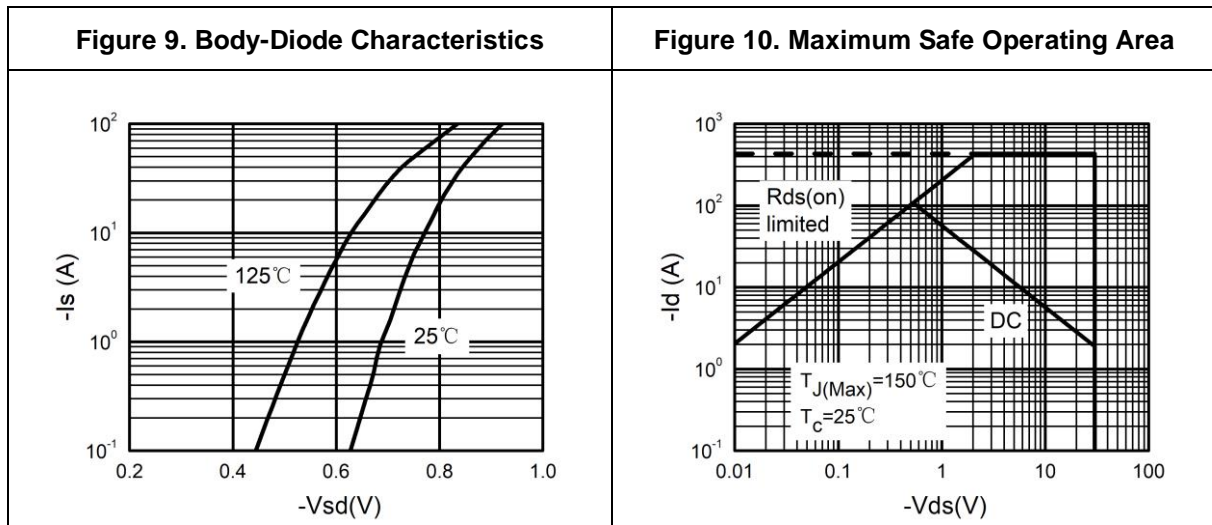 Figure 9. Body-Diode Characteristics
Figure 10. Maximum Safe Operating Area
10²
10¹
10⁰
10⁻¹
-Is (A)
125℃
25℃
0.2 0.4 0.6 0.8 1.0
-Vsd(V)
10³
10²
10¹
10⁰
10⁻¹
-Id (A)
Rds(on)
limited
DC
TJ(Max)=150℃
Tc=25℃
0.01 0.1 1 10 100
-Vds(V)